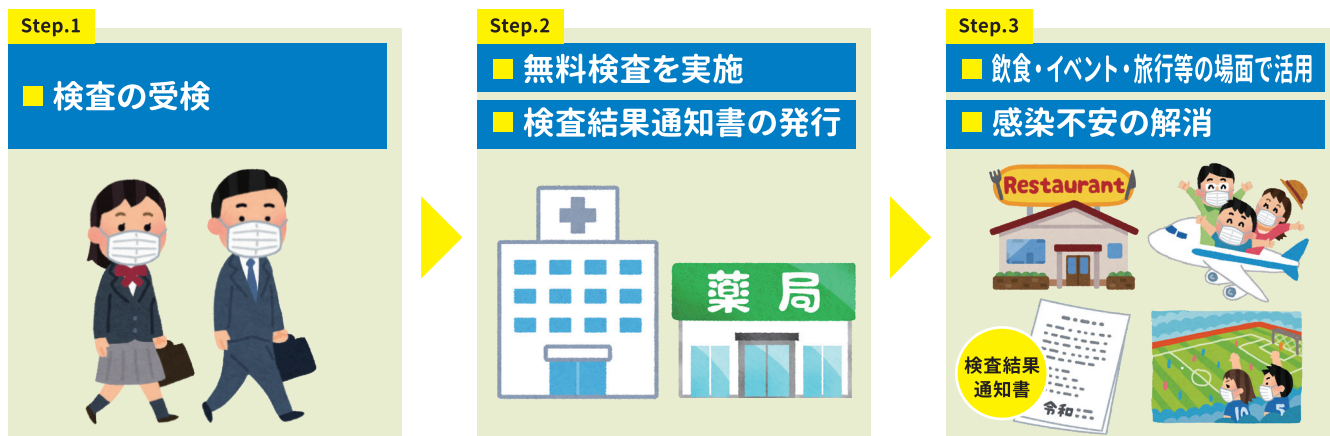 Step.1
■ 検査の受検
Step.2
■ 無料検査を実施
■ 検査結果通知書の発行
薬局
Step.3
■ 飲食・イベント・旅行等の場面で活用
■ 感染不安の解消
Restaurant
検査結果
通知書
令和
10
5